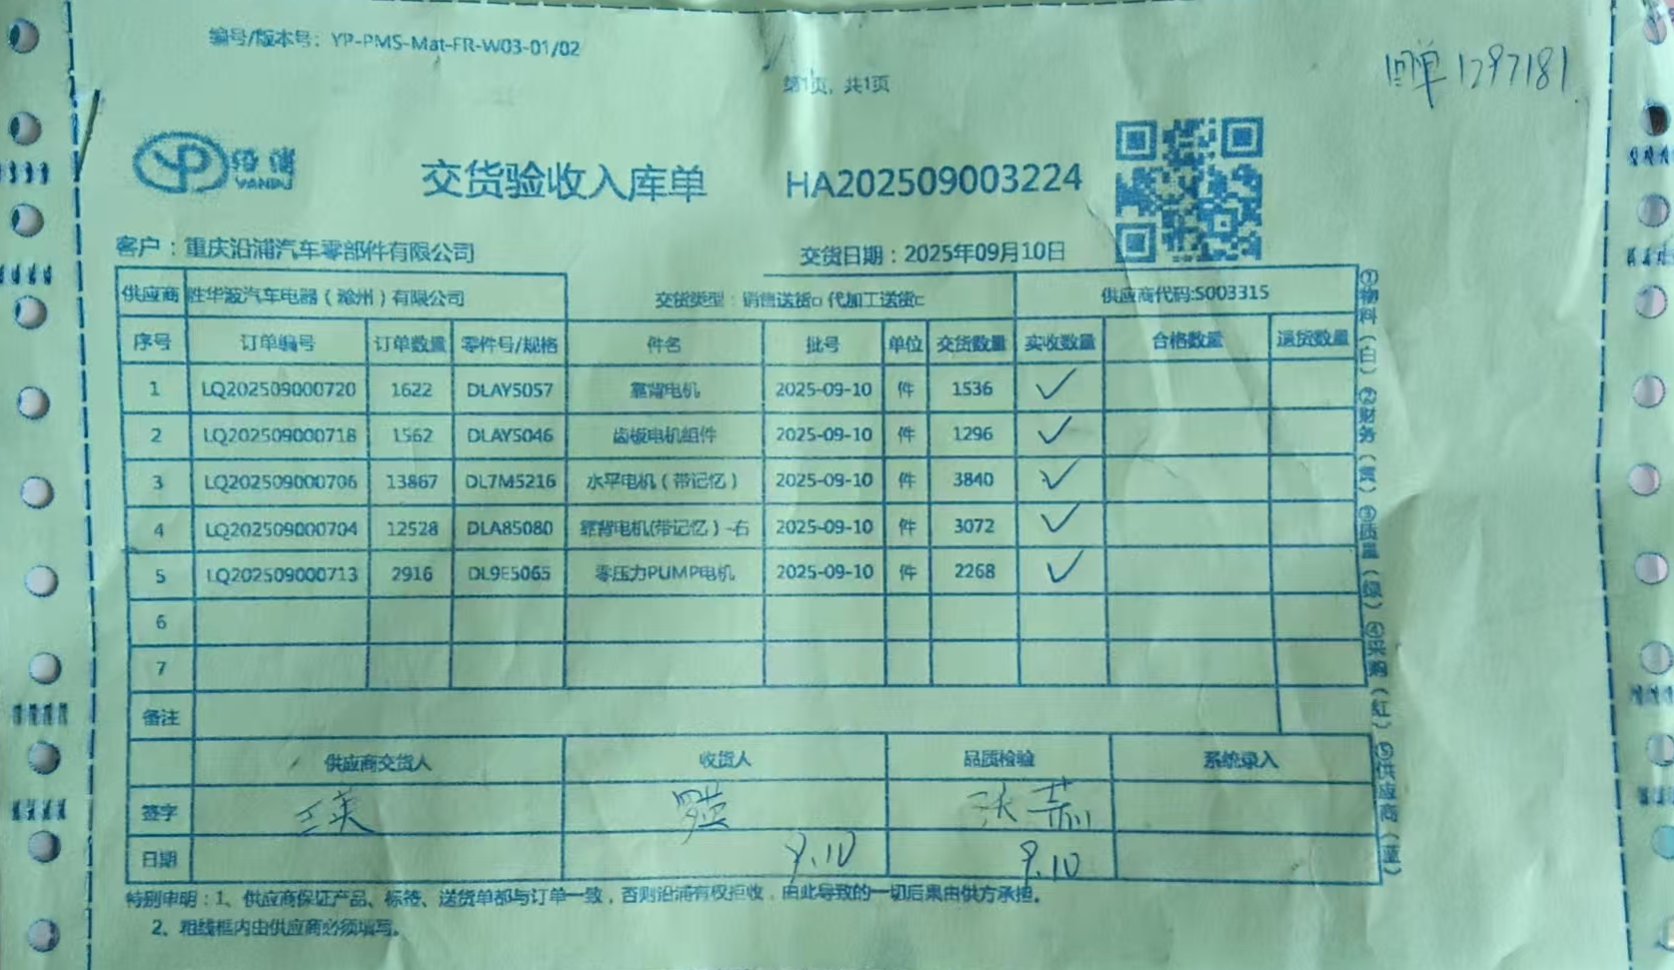 编号/版本号：YP-PMS-Mat-FR-W03-01/02
回单1297181
第1页，共1页
YP 沿浦
YANPU
交货验收入库单 HA202509003224
客户：重庆沿浦汽车零部件有限公司 交货日期：2025年09月10日
供应商 胜华波汽车电器（滁州）有限公司 交货类型：销售送货□ 代加工送货□ 供应商代码:S003315
序号 订单编号 订单数量 零件号/规格 件名 批号 单位 交货数量 实收数量 合格数量 退货数量
1 LQ202509000720 1622 DLAY5057 靠背电机 2025-09-10 件 1536 ✓
2 LQ202509000718 1562 DLAY5046 齿板电机组件 2025-09-10 件 1296 ✓
3 LQ202509000706 13867 DL7M5216 水平电机（带记忆） 2025-09-10 件 3840 ✓
4 LQ202509000704 12528 DLA85080 靠背电机(带记忆）-右 2025-09-10 件 3072 ✓
5 LQ202509000713 2916 DL9E5065 零压力PUMP电机 2025-09-10 件 2268 ✓
6
7
备注
供应商交货人 收货人 品质检验 系统录入
签字
日期 9.10 9.10
特别申明：1、供应商保证产品、标签、送货单都与订单一致，否则沿浦有权拒收，由此导致的一切后果由供方承担。
2、粗线框内由供应商必须填写。
①物料（白）②财务（黄）③质量（绿）④采购（红）⑤供应商（蓝）